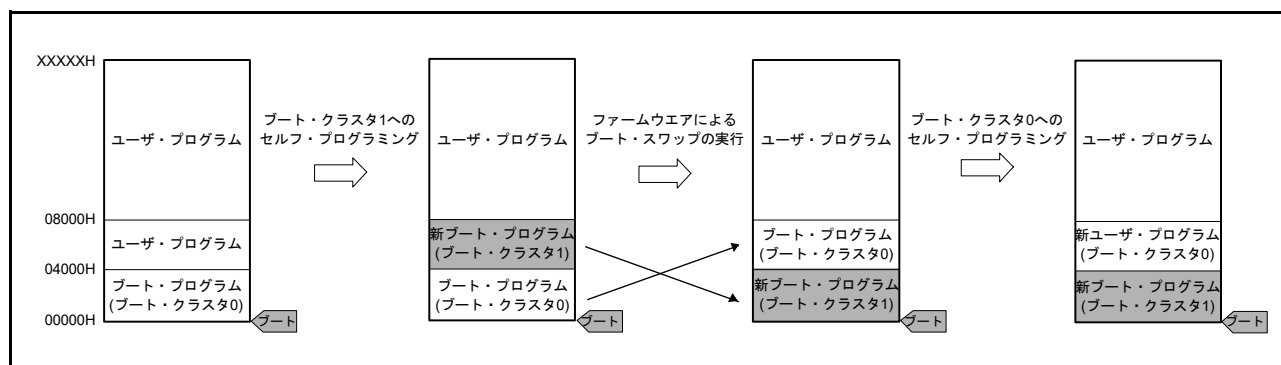 XXXXXH
ユーザ・プログラム
08000H
ユーザ・プログラム
04000H
ブート・プログラム
(ブート・クラスタ0)
00000H
ブート
ブート・クラスタ1への
セルフ・プログラミング
ユーザ・プログラム
新ブート・プログラム
(ブート・クラスタ1)
ブート・プログラム
(ブート・クラスタ0)
ブート
ファームウエアによる
ブート・スワップの実行
ユーザ・プログラム
ブート・プログラム
(ブート・クラスタ0)
新ブート・プログラム
(ブート・クラスタ1)
ブート
ブート・クラスタ0への
セルフ・プログラミング
ユーザ・プログラム
新ユーザ・プログラム
(ブート・クラスタ0)
新ブート・プログラム
(ブート・クラスタ1)
ブート